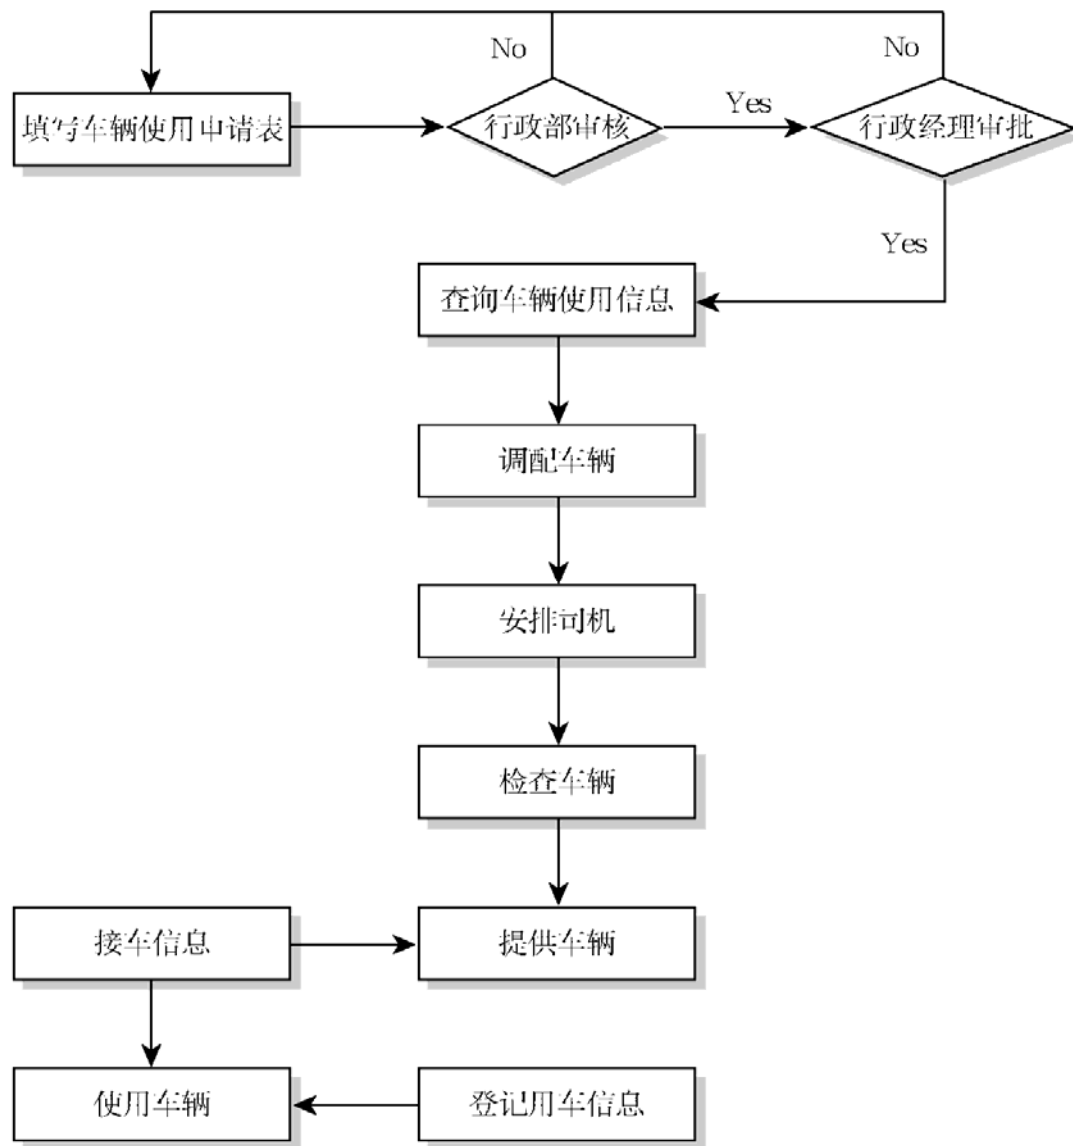 No
No
填写车辆使用申请表
行政部审核
Yes
行政经理审批
Yes
查询车辆使用信息
调配车辆
安排司机
检查车辆
接车信息
提供车辆
使用车辆
登记用车信息